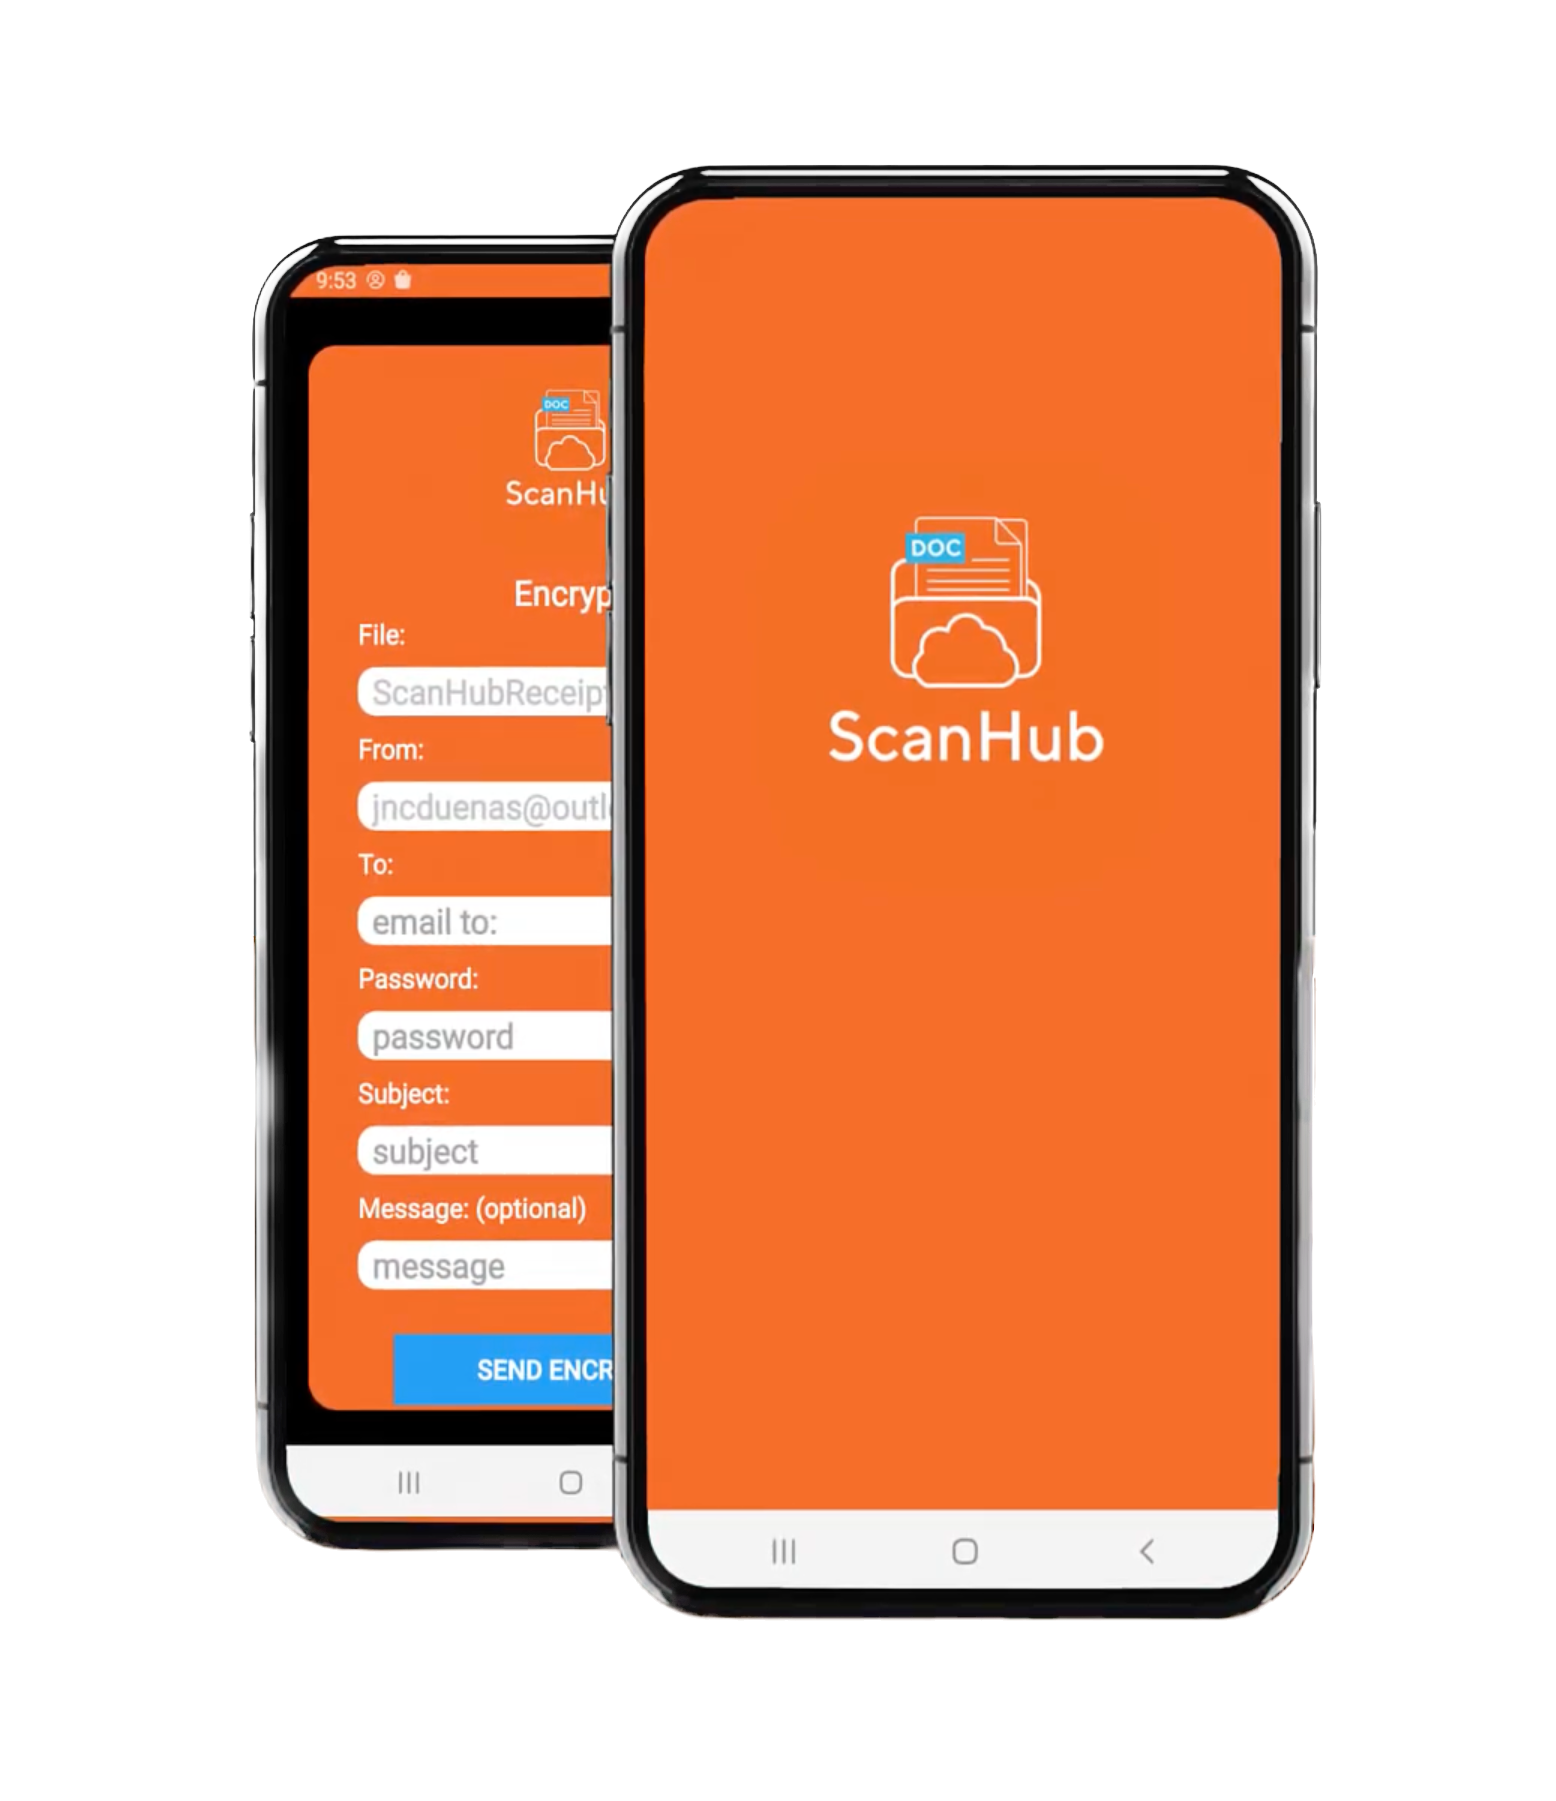 9:53
DOC
ScanHu
Encryp
File:
ScanHubReceip
From:
jncduenas@outl
To:
email to:
Password:
password
Subject:
subject
Message: (optional)
message
SEND ENCR
DOC
ScanHub